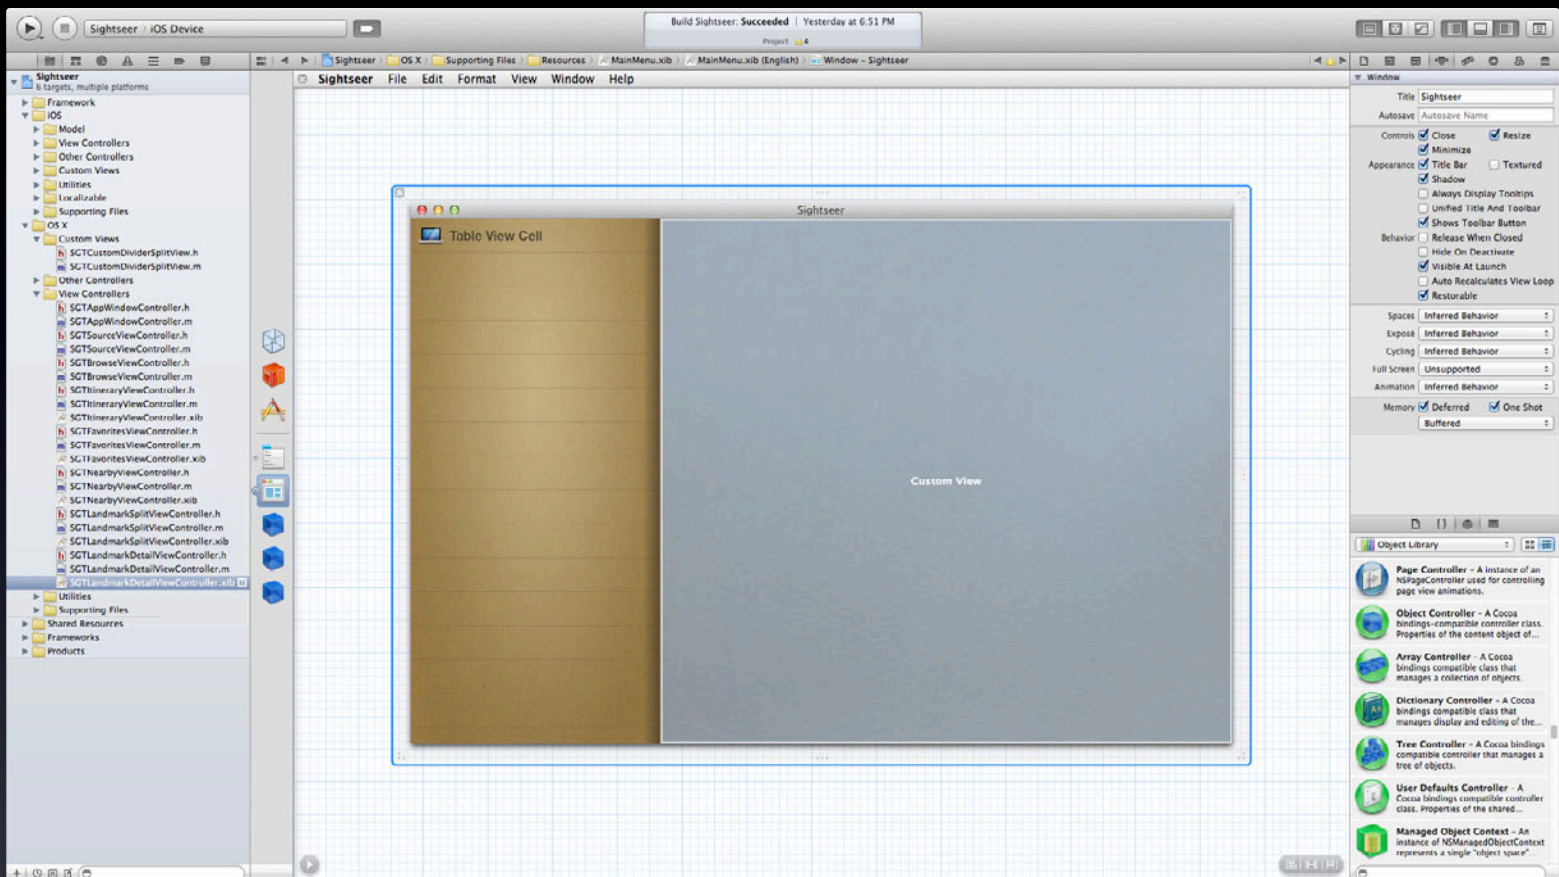 Sightseer › iOS Device
Build Sightseer: Succeeded | Yesterday at 6:51 PM
Project 4
Sightseer OS X Supporting Files Resources MainMenu.xib MainMenu.xib (English) Window - Sightseer
Sightseer File Edit Format View Window Help
Sightseer
6 targets, multiple platforms
Framework
iOS
Model
View Controllers
Other Controllers
Custom Views
Utilities
Localizable
Supporting Files
OS X
Custom Views
SGTCustomDividerSplitView.h
SGTCustomDividerSplitView.m
Other Controllers
View Controllers
SGTAppWindowController.h
SGTAppWindowController.m
SGTSourceViewController.h
SGTSourceViewController.m
SGTBrowseViewController.h
SGTBrowseViewController.m
SGTItineraryViewController.h
SGTItineraryViewController.m
SGTItineraryViewController.xib
SGTFavoritesViewController.h
SGTFavoritesViewController.m
SGTFavoritesViewController.xib
SGTNearbyViewController.h
SGTNearbyViewController.m
SGTNearbyViewController.xib
SGTLandmarkSplitViewController.h
SGTLandmarkSplitViewController.m
SGTLandmarkSplitViewController.xib
SGTLandmarkDetailViewController.h
SGTLandmarkDetailViewController.m
SGTLandmarkDetailViewController.xib M
Utilities
Supporting Files
Shared Resources
Frameworks
Products
Sightseer
Table View Cell
Custom View
Window
Title Sightseer
Autosave Autosave Name
Controls Close Resize
Minimize
Appearance Title Bar Textured
Shadow
Always Display Tooltips
Unified Title And Toolbar
Shows Toolbar Button
Behavior Release When Closed
Hide On Deactivate
Visible At Launch
Auto Recalculates View Loop
Restorable
Spaces Inferred Behavior
Exposé Inferred Behavior
Cycling Inferred Behavior
Full Screen Unsupported
Animation Inferred Behavior
Memory Deferred One Shot
Buffered
Object Library
Page Controller - A instance of an
NSPageController used for controlling
page view animations.
Object Controller - A Cocoa
bindings-compatible controller class.
Properties of the content object of...
Array Controller - A Cocoa
bindings compatible class that
manages a collection of objects.
Dictionary Controller - A Cocoa
bindings compatible class that
manages display and editing of the...
Tree Controller - A Cocoa bindings
compatible controller that manages a
tree of objects.
User Defaults Controller - A
Cocoa bindings compatible controller
class. Properties of the shared...
Managed Object Context - An
instance of NSManagedObjectContext
represents a single "object space"...